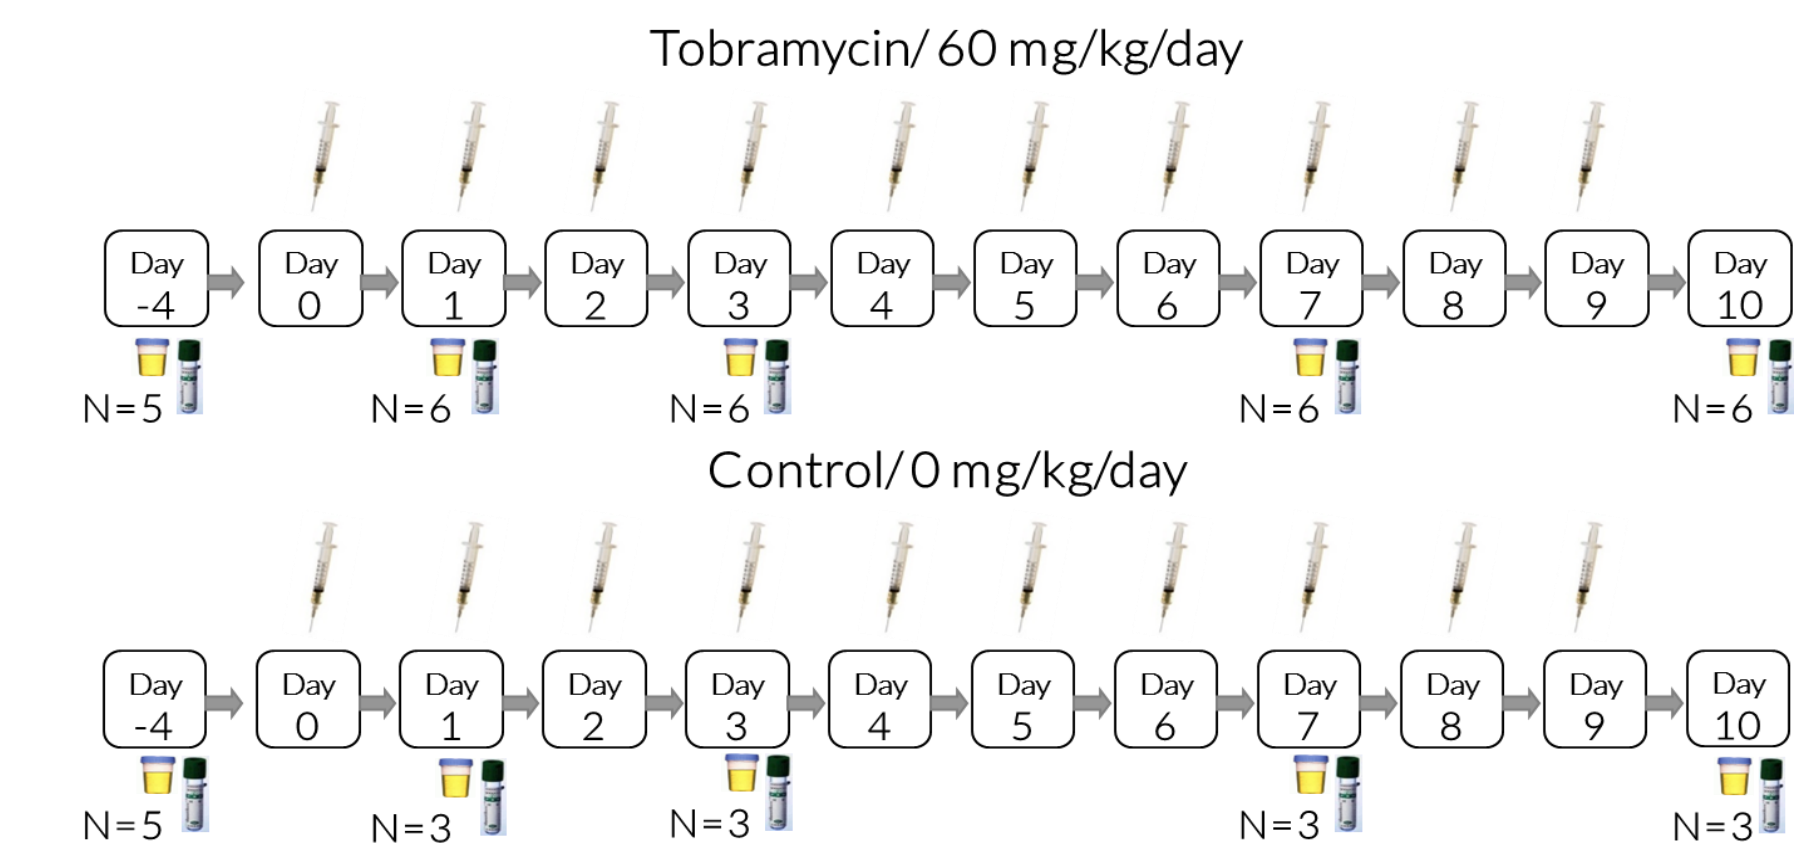 Tobramycin/ 60 mg/kg/day
Day Day Day Day Day Day Day Day Day Day Day Day
-4 0 1 2 3 4 5 6 7 8 9 10
N=5 N=6 N=6 N=6 N=6
Control/ 0 mg/kg/day
Day Day Day Day Day Day Day Day Day Day Day Day
-4 0 1 2 3 4 5 6 7 8 9 10
N=5 N=3 N=3 N=3 N=3